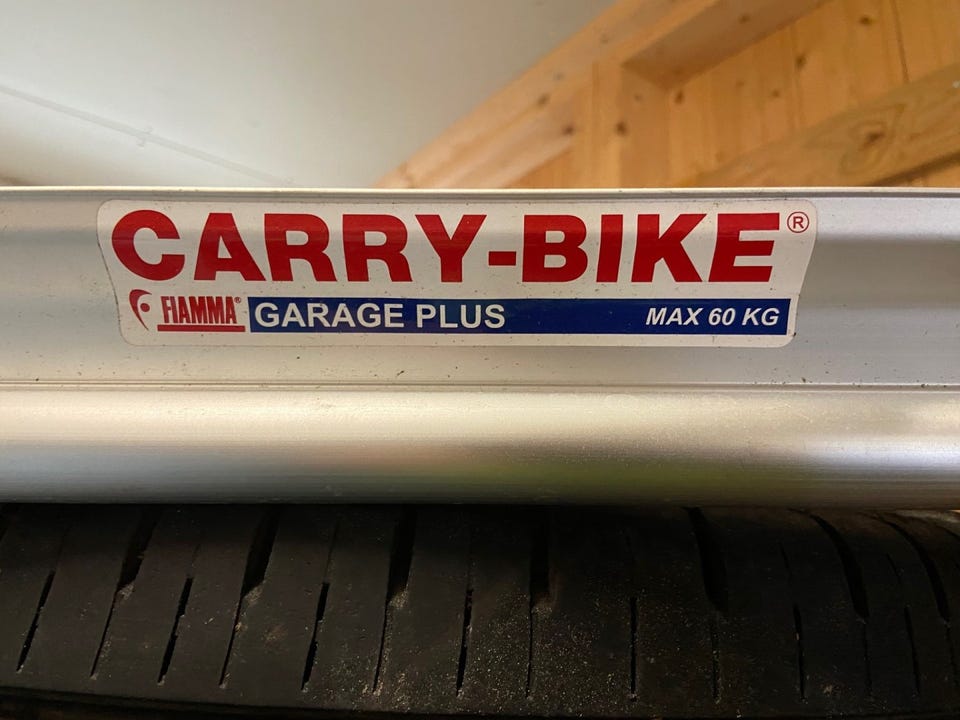 CARRY-BIKE®
FIAMMA® GARAGE PLUS MAX 60 KG